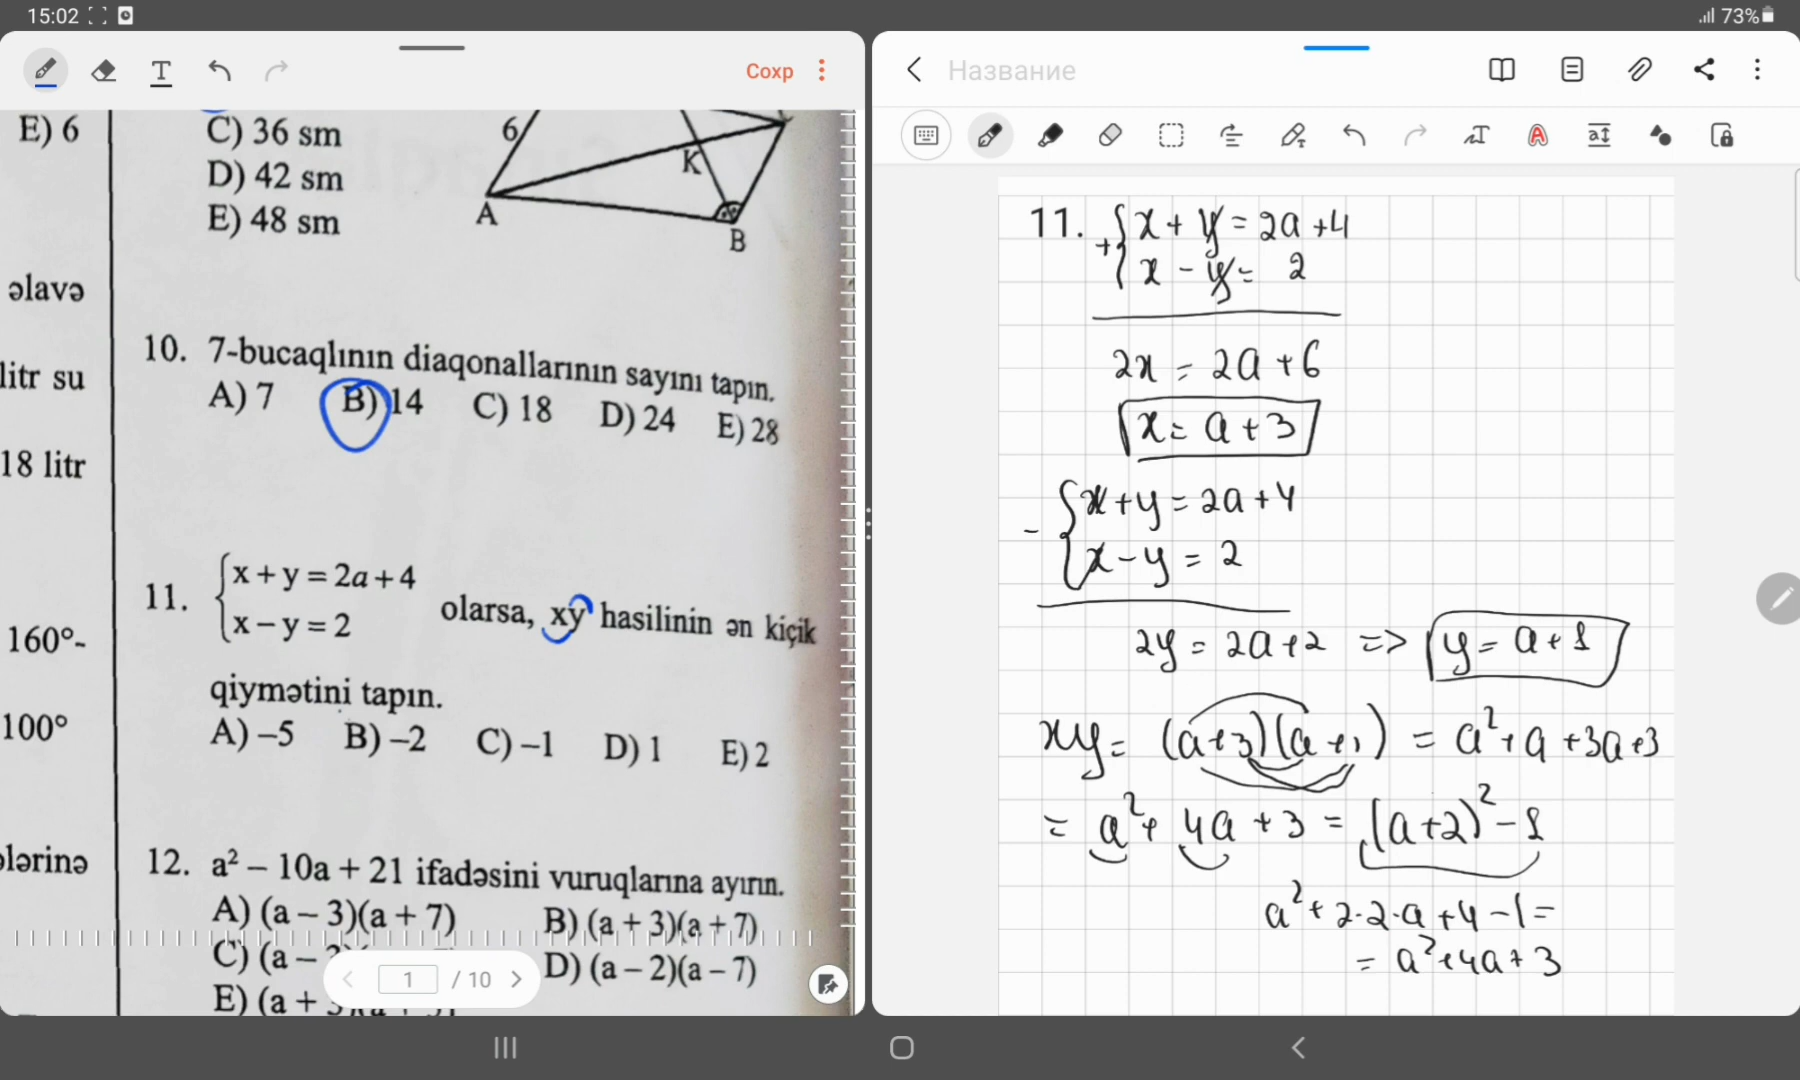 15:02
73%
Сохр
Название
E) 6
C) 36 sm
D) 42 sm
E) 48 sm
6
K
A
B
əlavə
litr su
18 litr
160°-
100°
lərinə
10. 7-bucaqlının diaqonallarının sayını tapın.
A) 7 B) 14 C) 18 D) 24 E) 28
11. x + y = 2a + 4
x − y = 2
olarsa, xy hasilinin ən kiçik
qiymətini tapın.
A) −5 B) −2 C) −1 D) 1 E) 2
12. a² − 10a + 21 ifadəsini vuruqlarına ayırın.
A) (a − 3)(a + 7) B) (a + 3)(a + 7)
C) (a − D) (a − 2)(a − 7)
E) (a +
1 / 10
11. + { x + y = 2a + 4
x − y = 2
2x = 2a + 6
x = a + 3
− { x + y = 2a + 4
x − y = 2
2y = 2a + 2 => y = a + 1
xy = (a+3)(a+1) = a² + a + 3a + 3
= a² + 4a + 3 = (a+2)² − 1
a² + 2·2·a + 4 − 1 =
= a² + 4a + 3